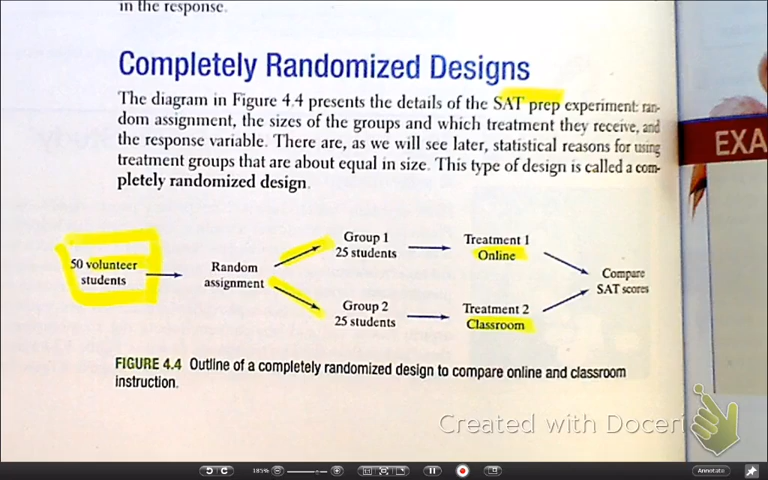 in the response.
Completely Randomized Designs
The diagram in Figure 4.4 presents the details of the SAT prep experiment: ran-
dom assignment, the sizes of the groups and which treatment they receive, and
the response variable. There are, as we will see later, statistical reasons for using
treatment groups that are about equal in size. This type of design is called a com-
pletely randomized design.
50 volunteer
students
Random
assignment
Group 1
25 students
Treatment 1
Online
Group 2
25 students
Treatment 2
Classroom
Compare
SAT scores
FIGURE 4.4 Outline of a completely randomized design to compare online and classroom
instruction.
EXA
Created with Doceri
185%
Annotate